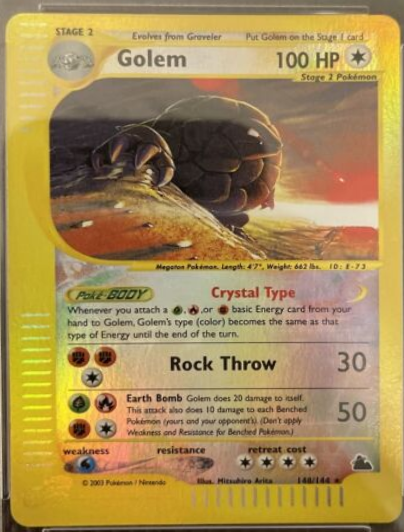 STAGE 2 Evolves from Graveler Put Golem on the Stage 1 card
Golem 100 HP
Stage 2 Pokémon
Megaton Pokémon. Length: 4'7", Weight: 662 lbs. ID: E-73
Poké-BODY Crystal Type
Whenever you attach a , , or basic Energy card from your
hand to Golem, Golem's type (color) becomes the same as that
type of Energy until the end of the turn.
Rock Throw 30
Earth Bomb Golem does 20 damage to itself.
This attack also does 10 damage to each Benched
Pokémon (yours and your opponent's). (Don't apply
Weakness and Resistance for Benched Pokémon.)
50
weakness resistance retreat cost
© 2003 Pokémon / Nintendo Illus. Mitsuhiro Arita 148/144